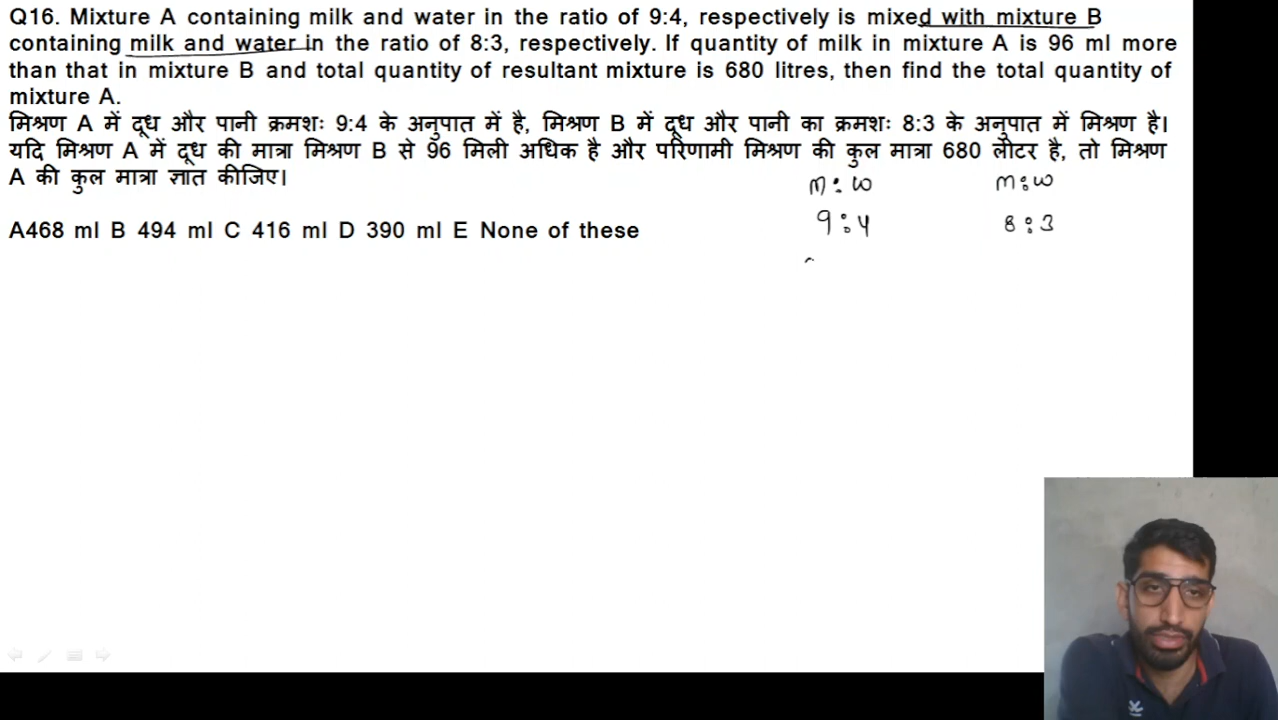 Q16. Mixture A containing milk and water in the ratio of 9:4, respectively is mixed with mixture B
containing milk and water in the ratio of 8:3, respectively. If quantity of milk in mixture A is 96 ml more
than that in mixture B and total quantity of resultant mixture is 680 litres, then find the total quantity of
mixture A.
मिश्रण A में दूध और पानी क्रमशः 9:4 के अनुपात में है, मिश्रण B में दूध और पानी का क्रमशः 8:3 के अनुपात में मिश्रण है।
यदि मिश्रण A में दूध की मात्रा मिश्रण B से 96 मिली अधिक है और परिणामी मिश्रण की कुल मात्रा 680 लीटर है, तो मिश्रण
A की कुल मात्रा ज्ञात कीजिए।
m:w m:w
9:4 8:3
A468 ml B 494 ml C 416 ml D 390 ml E None of these